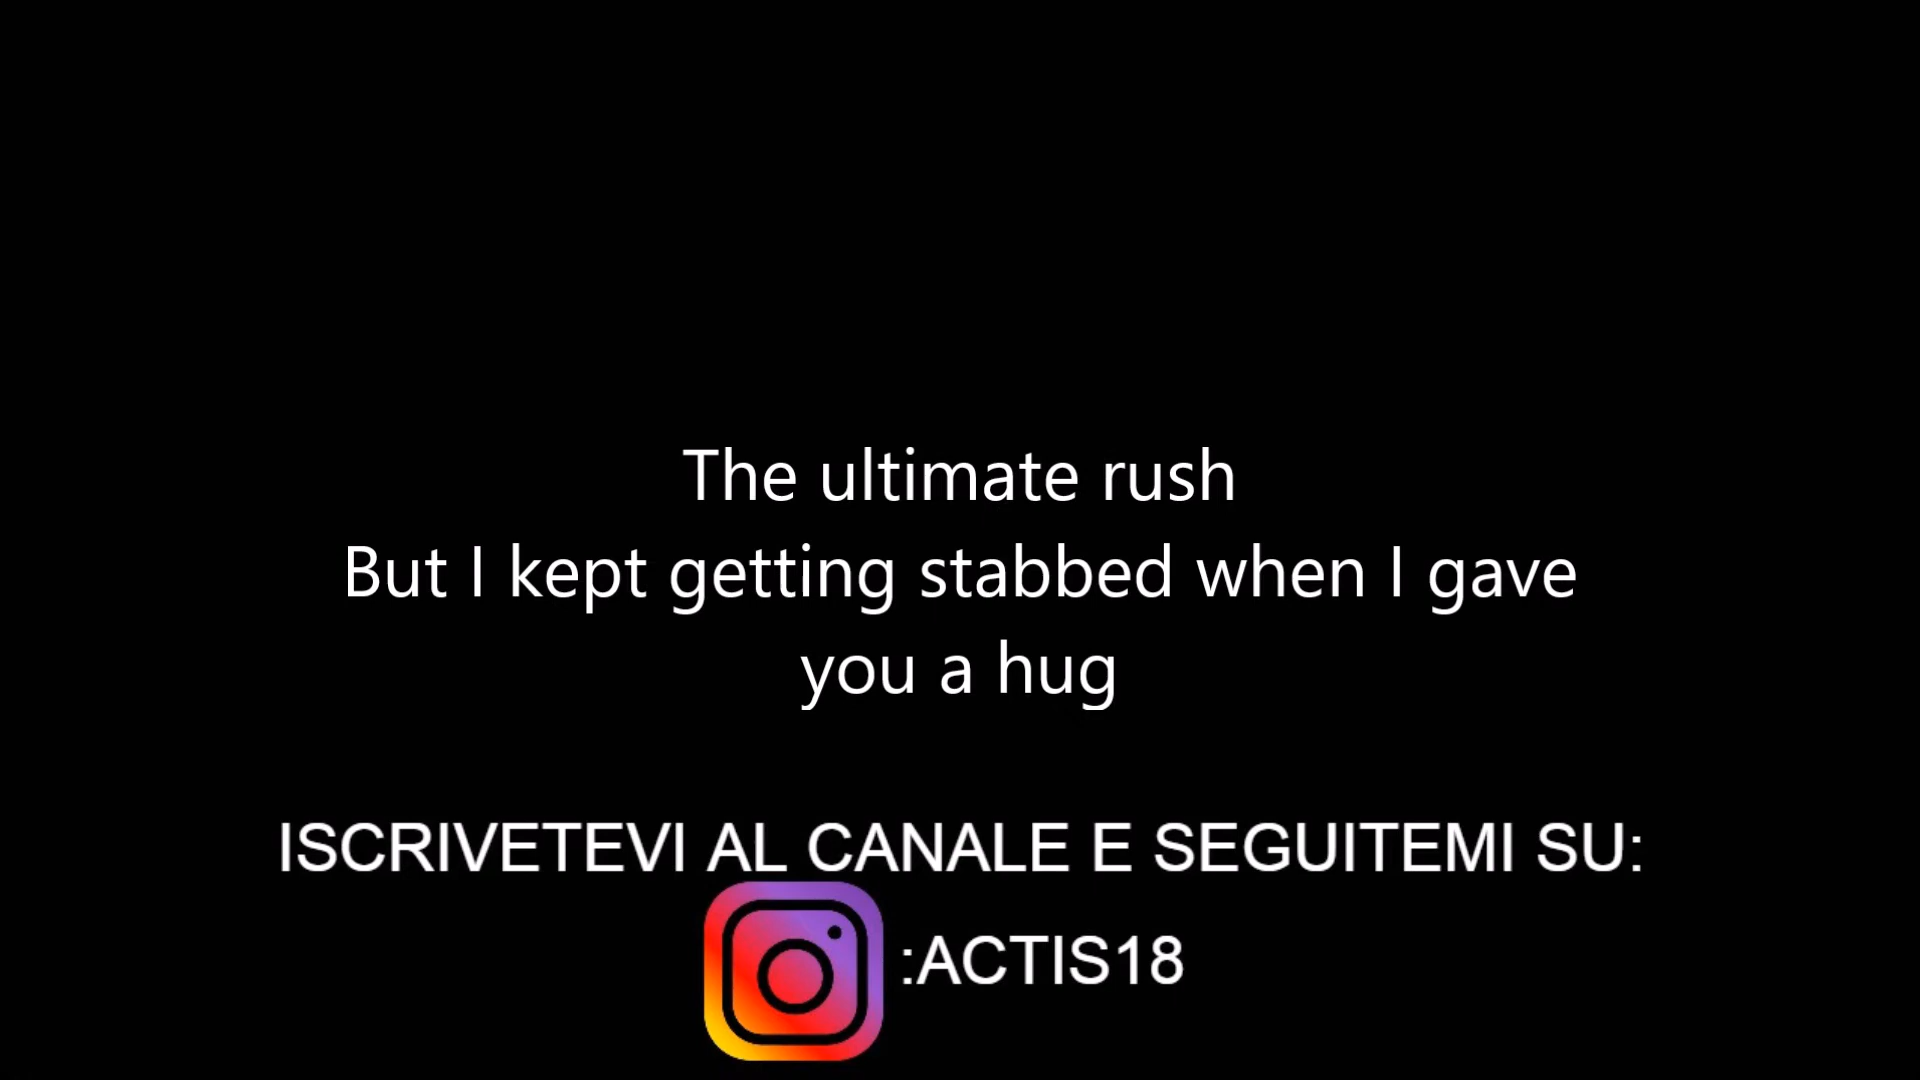 The ultimate rush
But I kept getting stabbed when I gave
you a hug
ISCRIVETEVI AL CANALE E SEGUITEMI SU:
:ACTIS18